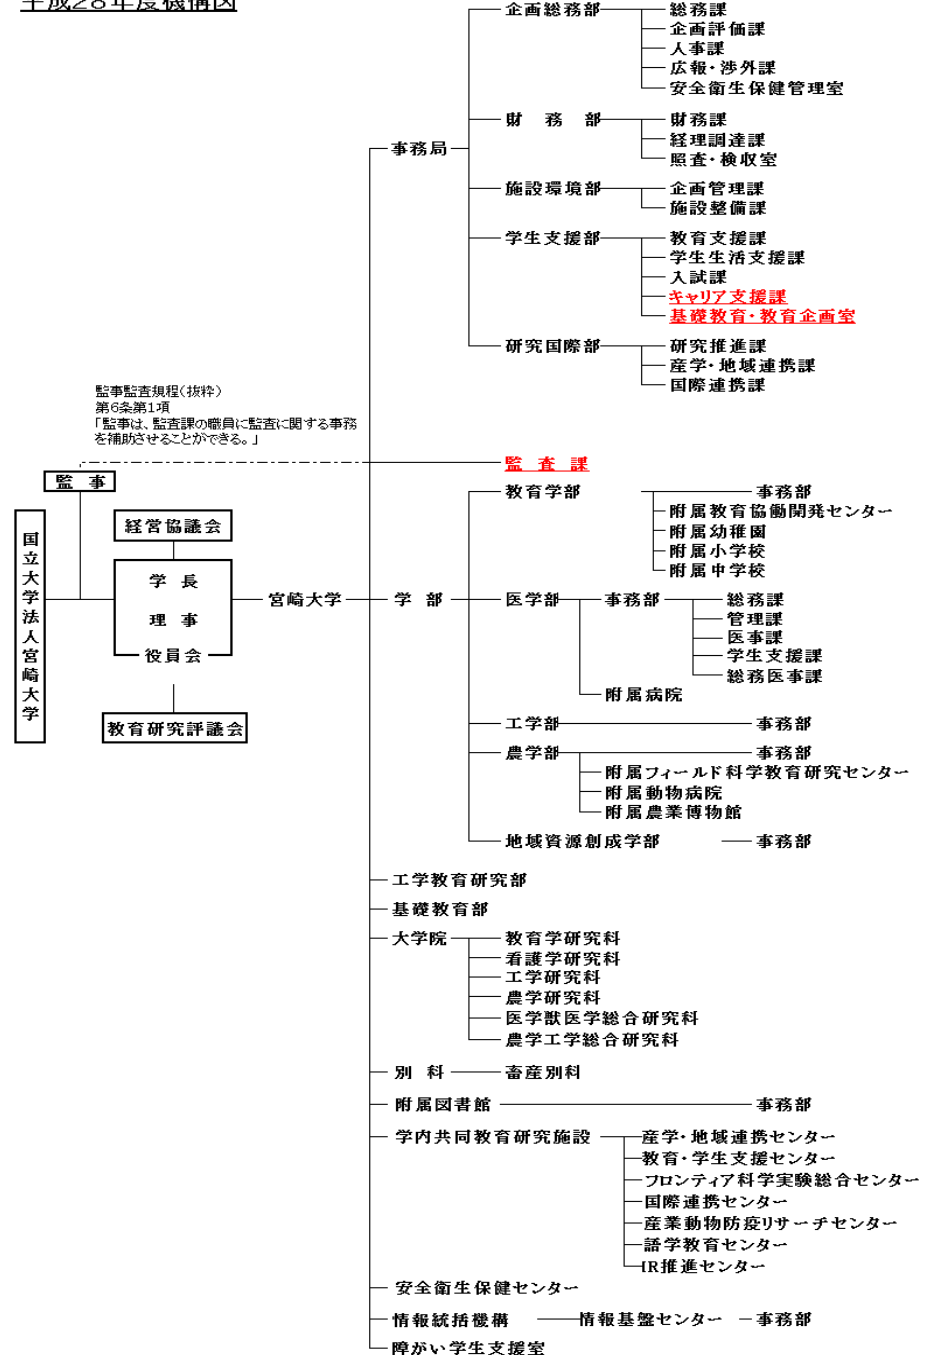 平成28年度機構図
企画総務部
総務課
企画評価課
人事課
広報・渉外課
安全衛生保健管理室
財務部
財務課
経理調達課
照査・検収室
事務局
施設環境部
企画管理課
施設整備課
学生支援部
教育支援課
学生生活支援課
入試課
キャリア支援課
基礎教育・教育企画室
研究国際部
研究推進課
産学・地域連携課
国際連携課
監事監査規程(抜粋)
第6条第1項
「監事は、監査課の職員に監査に関する事務
を補助させることができる。」
監査課
監事
国立大学法人宮崎大学
経営協議会
学長
理事
役員会
教育研究評議会
宮崎大学
学部
教育学部
事務部
附属教育協働開発センター
附属幼稚園
附属小学校
附属中学校
医学部
事務部
総務課
管理課
医事課
学生支援課
総務医事課
附属病院
工学部
事務部
農学部
事務部
附属フィールド科学教育研究センター
附属動物病院
附属農業博物館
地域資源創成学部
事務部
工学教育研究部
基礎教育部
大学院
教育学研究科
看護学研究科
工学研究科
農学研究科
医学獣医学総合研究科
農学工学総合研究科
別科
畜産別科
附属図書館
事務部
学内共同教育研究施設
産学・地域連携センター
教育・学生支援センター
フロンティア科学実験総合センター
国際連携センター
産業動物防疫リサーチセンター
語学教育センター
IR推進センター
安全衛生保健センター
情報統括機構
情報基盤センター
事務部
障がい学生支援室